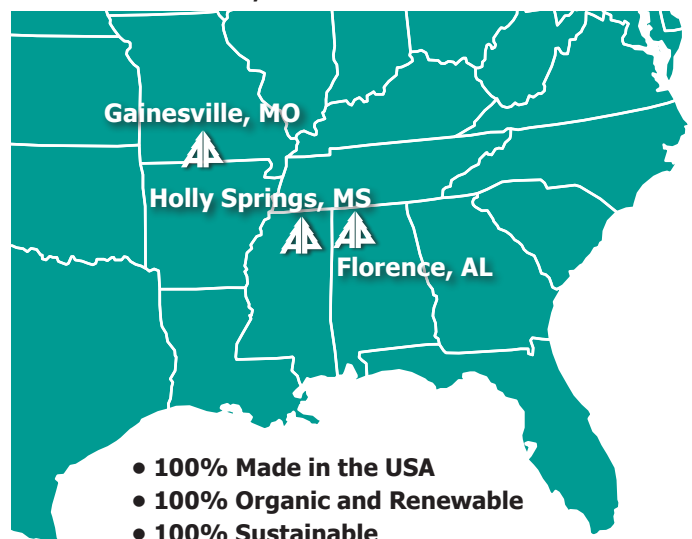 Gainesville, MO
Holly Springs, MS
Florence, AL
• 100% Made in the USA
• 100% Organic and Renewable
• 100% Sustainable